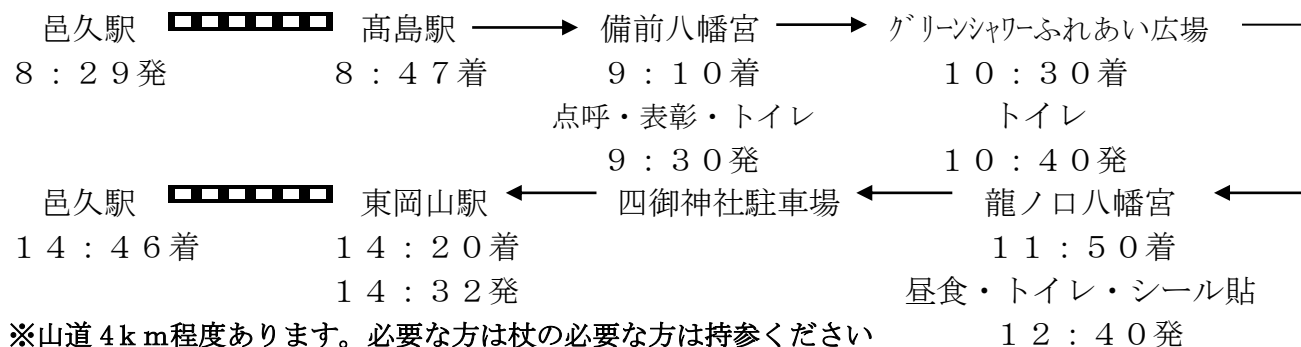 邑久駅 髙島駅 備前八幡宮 グリーンシャワーふれあい広場
８：２９発 ８：４７着 ９：１０着 １０：３０着
点呼・表彰・トイレ トイレ
９：３０発 １０：４０発
邑久駅 東岡山駅 四御神社駐車場 龍ノ口八幡宮
１４：４６着 １４：２０着 １１：５０着
１４：３２発 昼食・トイレ・シール貼
※山道４ｋｍ程度あります。必要な方は杖の必要な方は持参ください １２：４０発